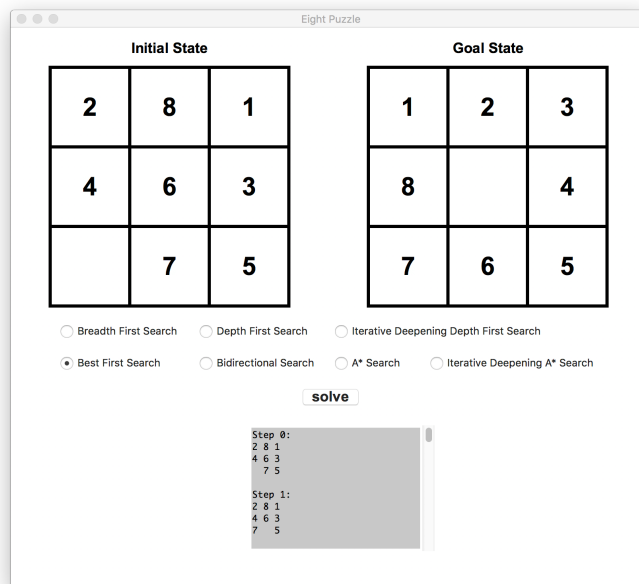 Eight Puzzle
Initial State
Goal State
2 8 1
1 2 3
4 6 3
8 4
7 5
7 6 5
Breadth First Search
Depth First Search
Iterative Deepening Depth First Search
Best First Search
Bidirectional Search
A* Search
Iterative Deepening A* Search
solve
Step 0:
2 8 1
4 6 3
  7 5
Step 1:
2 8 1
4 6 3
7   5